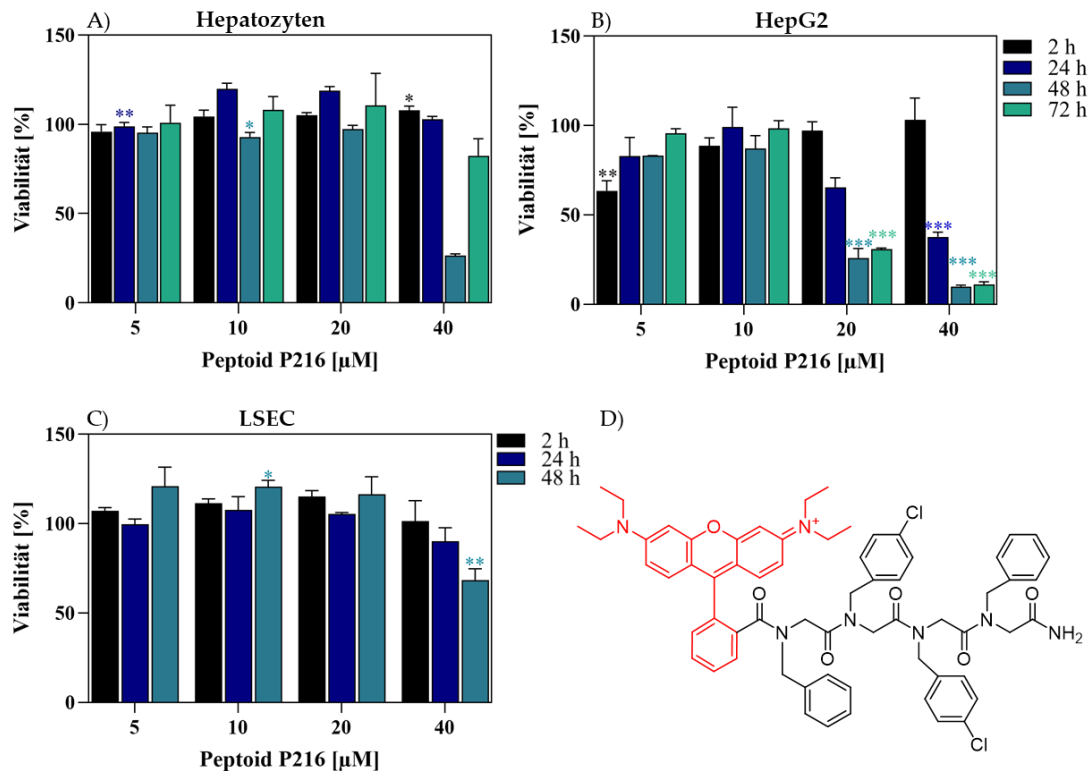 A) Hepatozyten
150
100
50
0
Viabilität [%]
**
*
*
5 10 20 40
Peptoid P216 [µM]
B) HepG2
150
100
50
0
Viabilität [%]
**
***
***
***
***
***
5 10 20 40
Peptoid P216 [µM]
2 h
24 h
48 h
72 h
C) LSEC
150
100
50
0
Viabilität [%]
*
**
5 10 20 40
Peptoid P216 [µM]
2 h
24 h
48 h
D)
N O N+
Cl
O N O N O
N O N O NH2
Cl